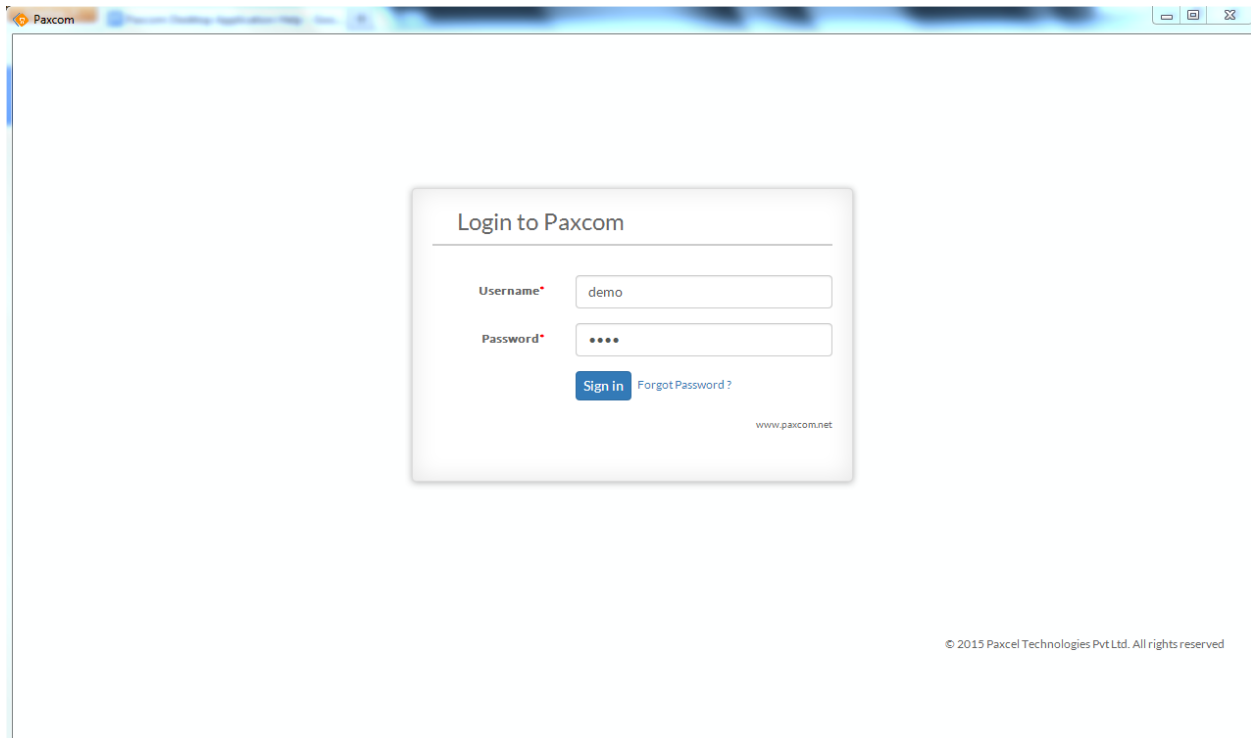 Paxcom
Login to Paxcom
Username*
demo
Password*
••••
Sign in Forgot Password ?
www.paxcom.net
© 2015 Paxcel Technologies Pvt Ltd. All rights reserved